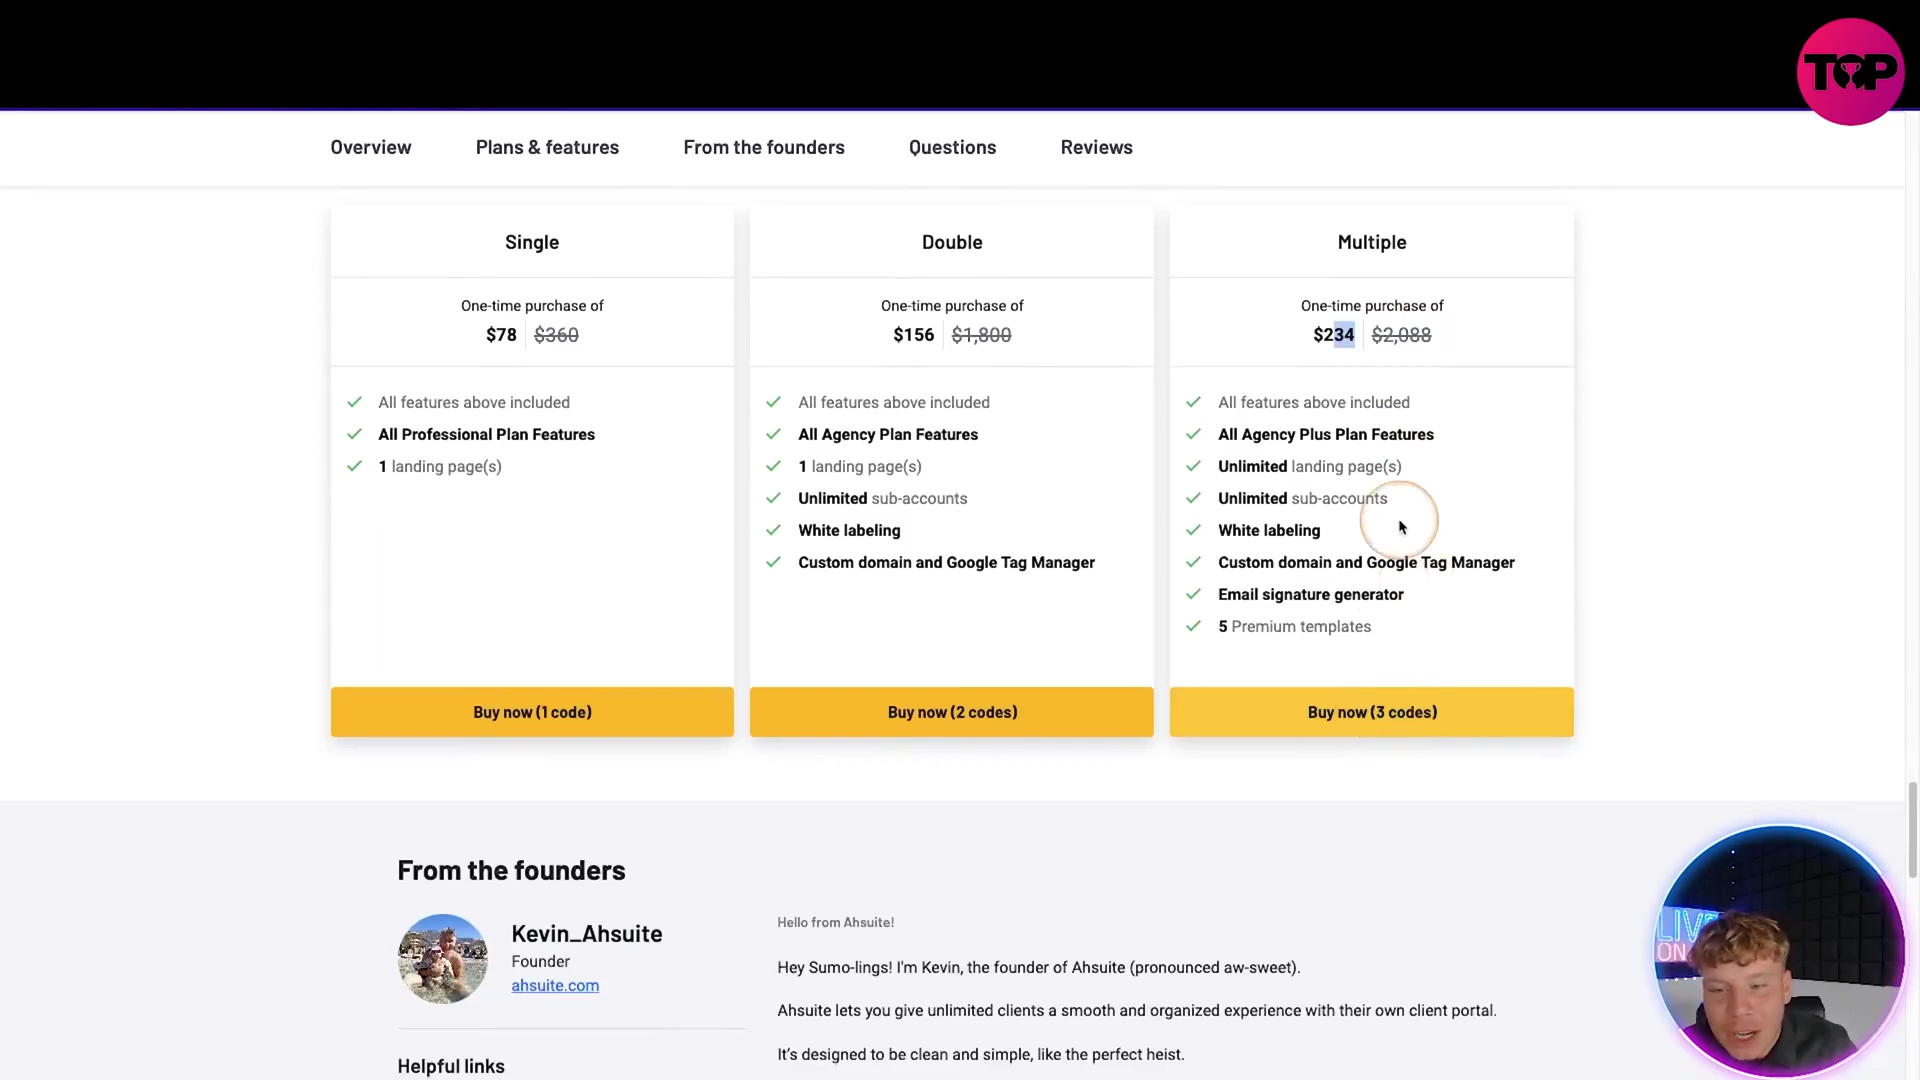 TOP
Overview
Plans & features
From the founders
Questions
Reviews
Single
One-time purchase of
$78 $360
All features above included
All Professional Plan Features
1 landing page(s)
Buy now (1 code)
Double
One-time purchase of
$156 $1,800
All features above included
All Agency Plan Features
1 landing page(s)
Unlimited sub-accounts
White labeling
Custom domain and Google Tag Manager
Buy now (2 codes)
Multiple
One-time purchase of
$234 $2,088
All features above included
All Agency Plus Plan Features
Unlimited landing page(s)
Unlimited sub-accounts
White labeling
Custom domain and Google Tag Manager
Email signature generator
5 Premium templates
Buy now (3 codes)
From the founders
Kevin_Ahsuite
Founder
ahsuite.com
Helpful links
Hello from Ahsuite!
Hey Sumo-lings! I'm Kevin, the founder of Ahsuite (pronounced aw-sweet).
Ahsuite lets you give unlimited clients a smooth and organized experience with their own client portal.
It's designed to be clean and simple, like the perfect heist.
LIVE
ON